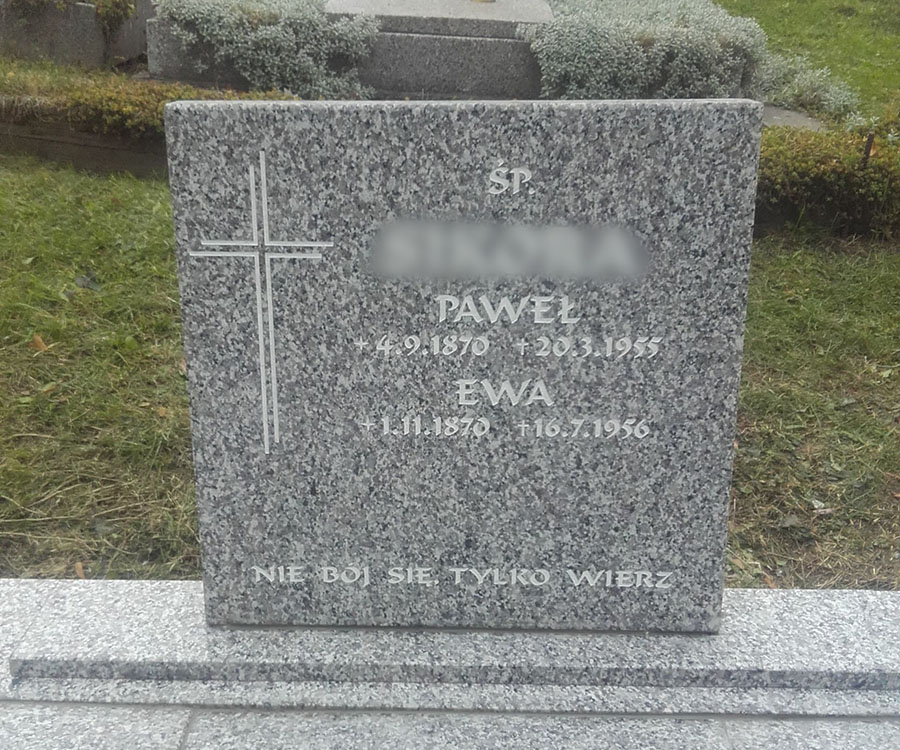 ŚP.
PAWEŁ
+4.9.1870 +20.3.1955
EWA
+1.11.1870 +16.7.1956
NIE BÓJ SIĘ, TYLKO WIERZ